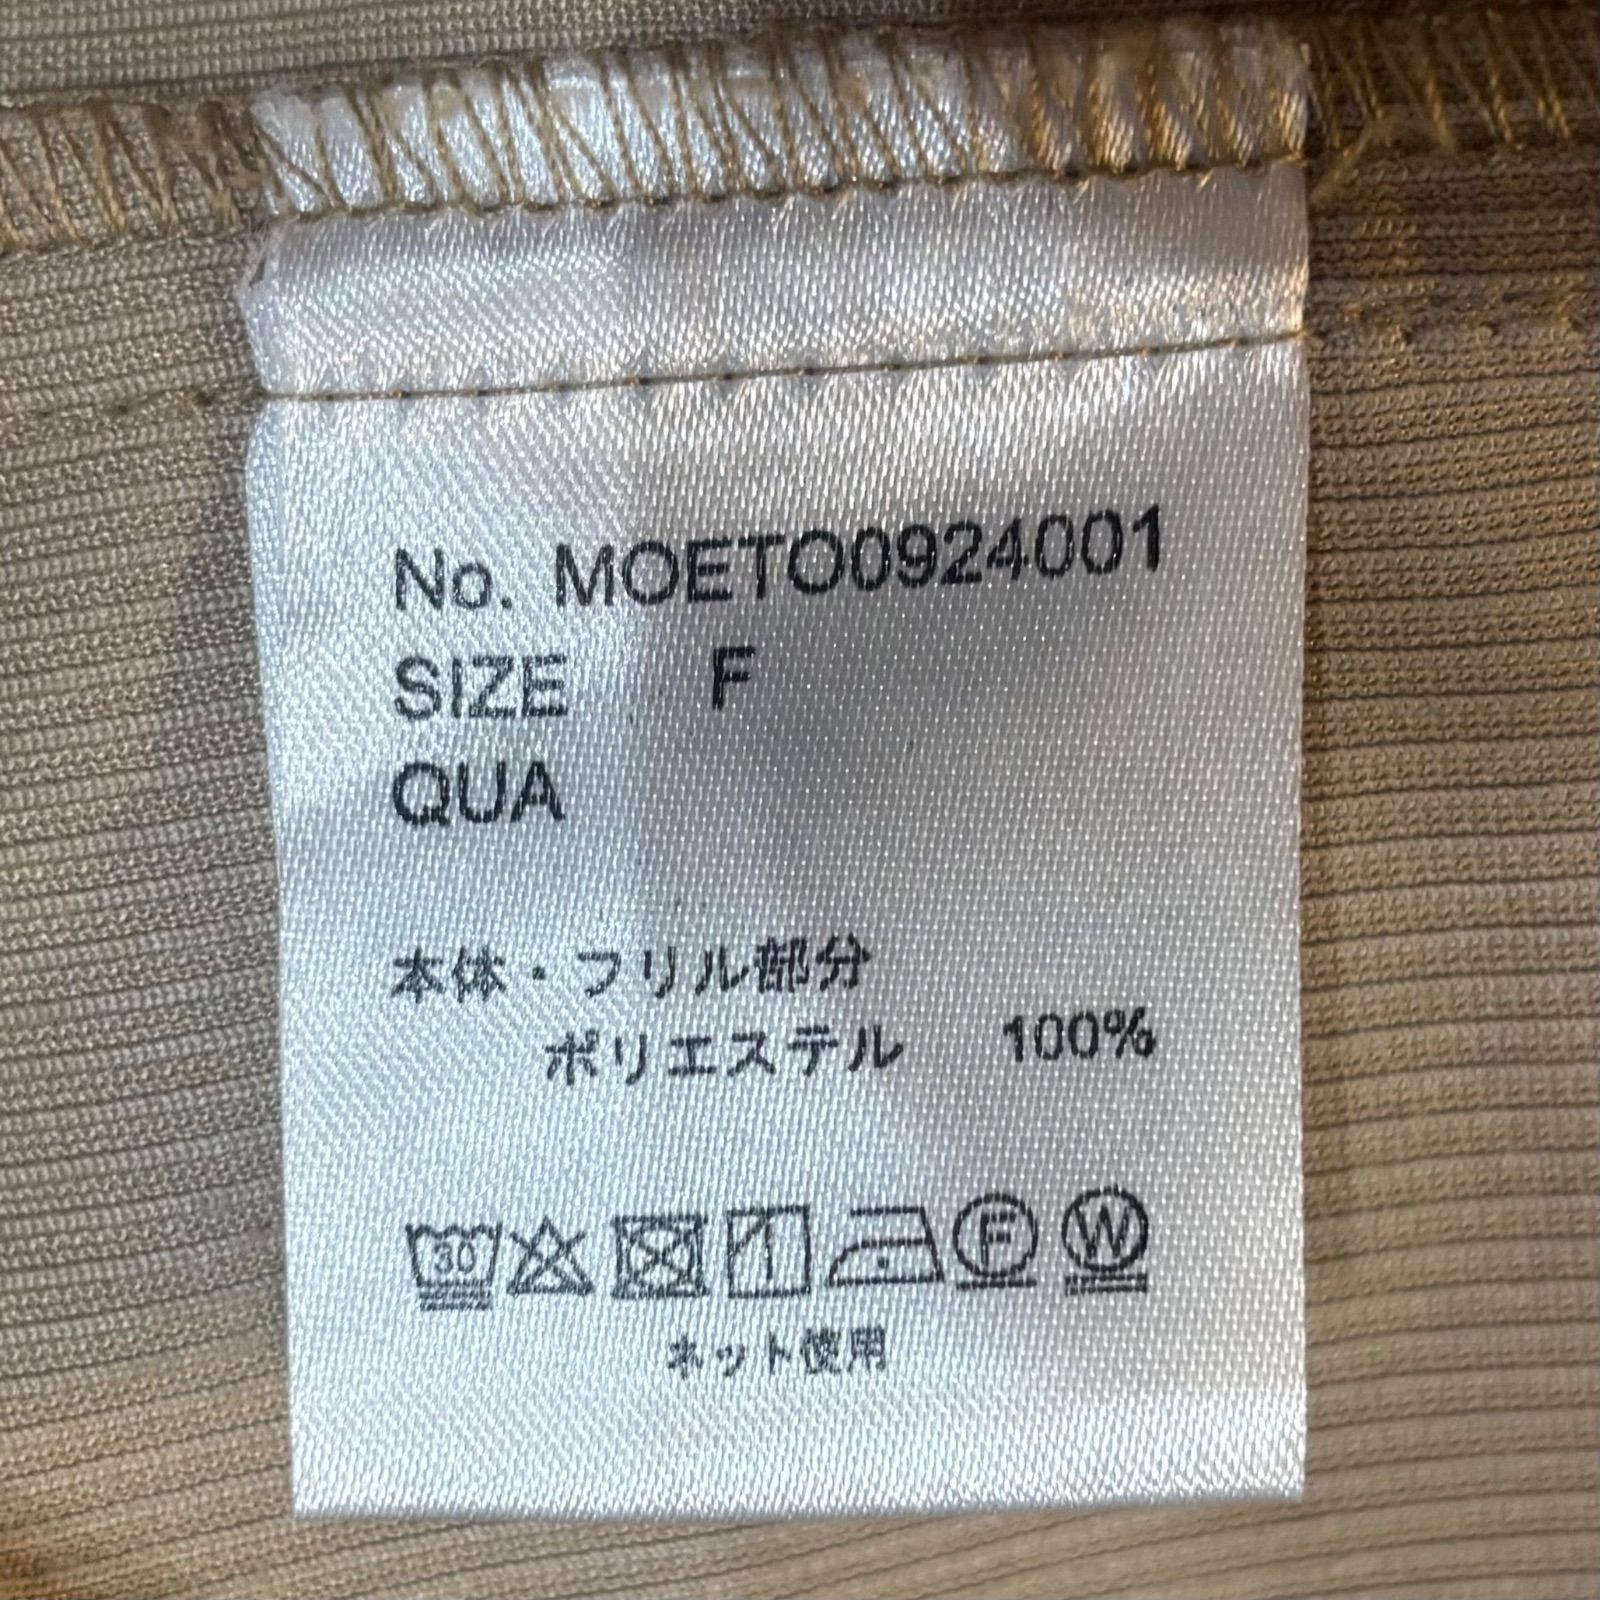 No. MOETO0924001
SIZE F
QUA
本体・フリル部分
ポリエステル 100%
30 F W
ネット使用